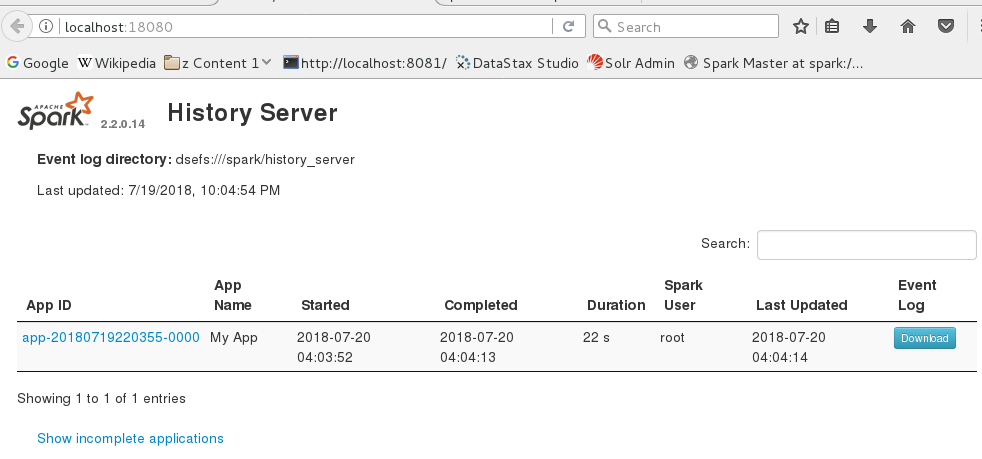 localhost:18080
Search
Google Wikipedia z Content 1 http://localhost:8081/ DataStax Studio Solr Admin Spark Master at spark:/...
APACHE Spark 2.2.0.14 History Server
Event log directory: dsefs:///spark/history_server
Last updated: 7/19/2018, 10:04:54 PM
Search:
App ID App Name Started Completed Duration Spark User Last Updated Event Log
app-20180719220355-0000 My App 2018-07-20 04:03:52 2018-07-20 04:04:13 22 s root 2018-07-20 04:04:14 Download
Showing 1 to 1 of 1 entries
Show incomplete applications